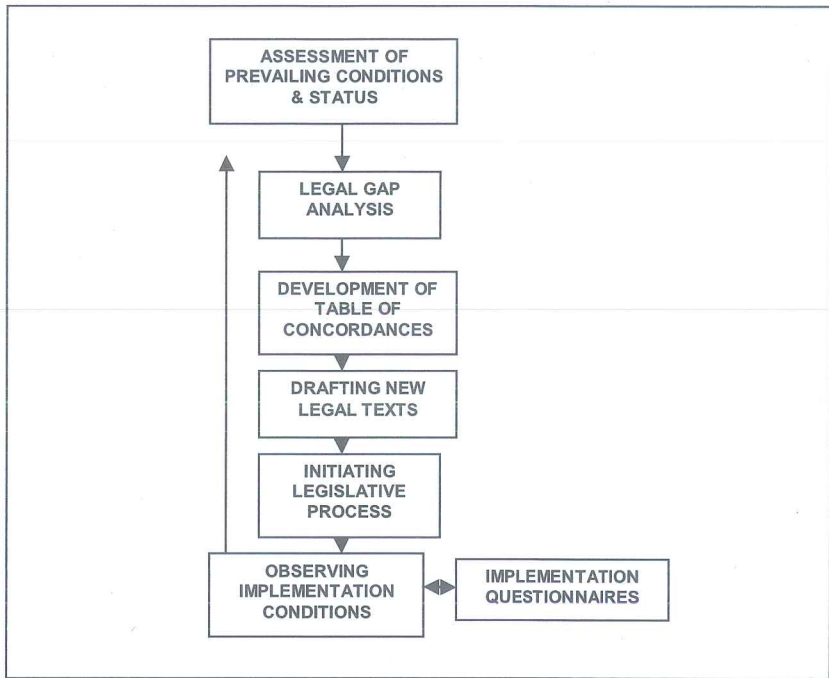 ASSESSMENT OF
PREVAILING CONDITIONS
& STATUS
LEGAL GAP
ANALYSIS
DEVELOPMENT OF
TABLE OF
CONCORDANCES
DRAFTING NEW
LEGAL TEXTS
INITIATING
LEGISLATIVE
PROCESS
OBSERVING
IMPLEMENTATION
CONDITIONS
IMPLEMENTATION
QUESTIONNAIRES